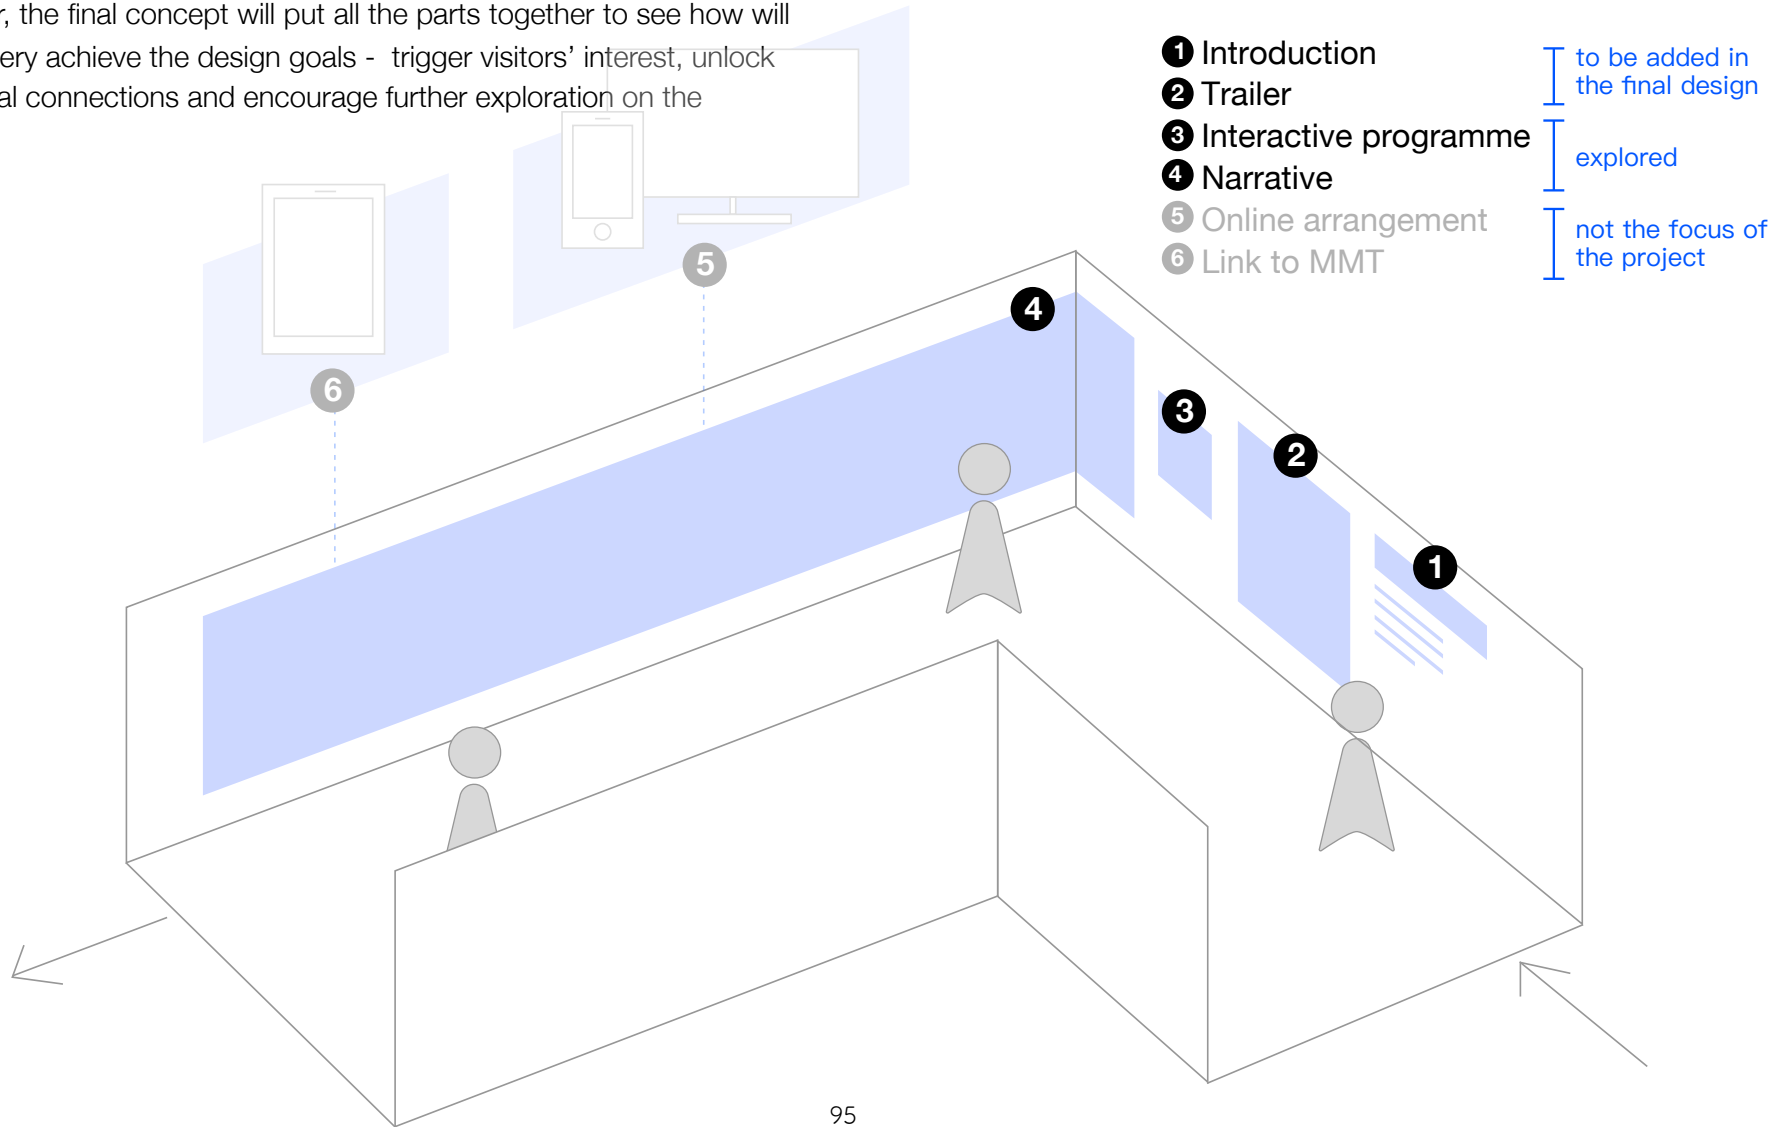 , the final concept will put all the parts together to see how will
achieve the design goals - trigger visitors' interest, unlock
connections and encourage further exploration on the
1 Introduction
2 Trailer
3 Interactive programme
4 Narrative
5 Online arrangement
6 Link to MMT
to be added in
the final design
explored
not the focus of
the project
5
6
4
3
2
1
95